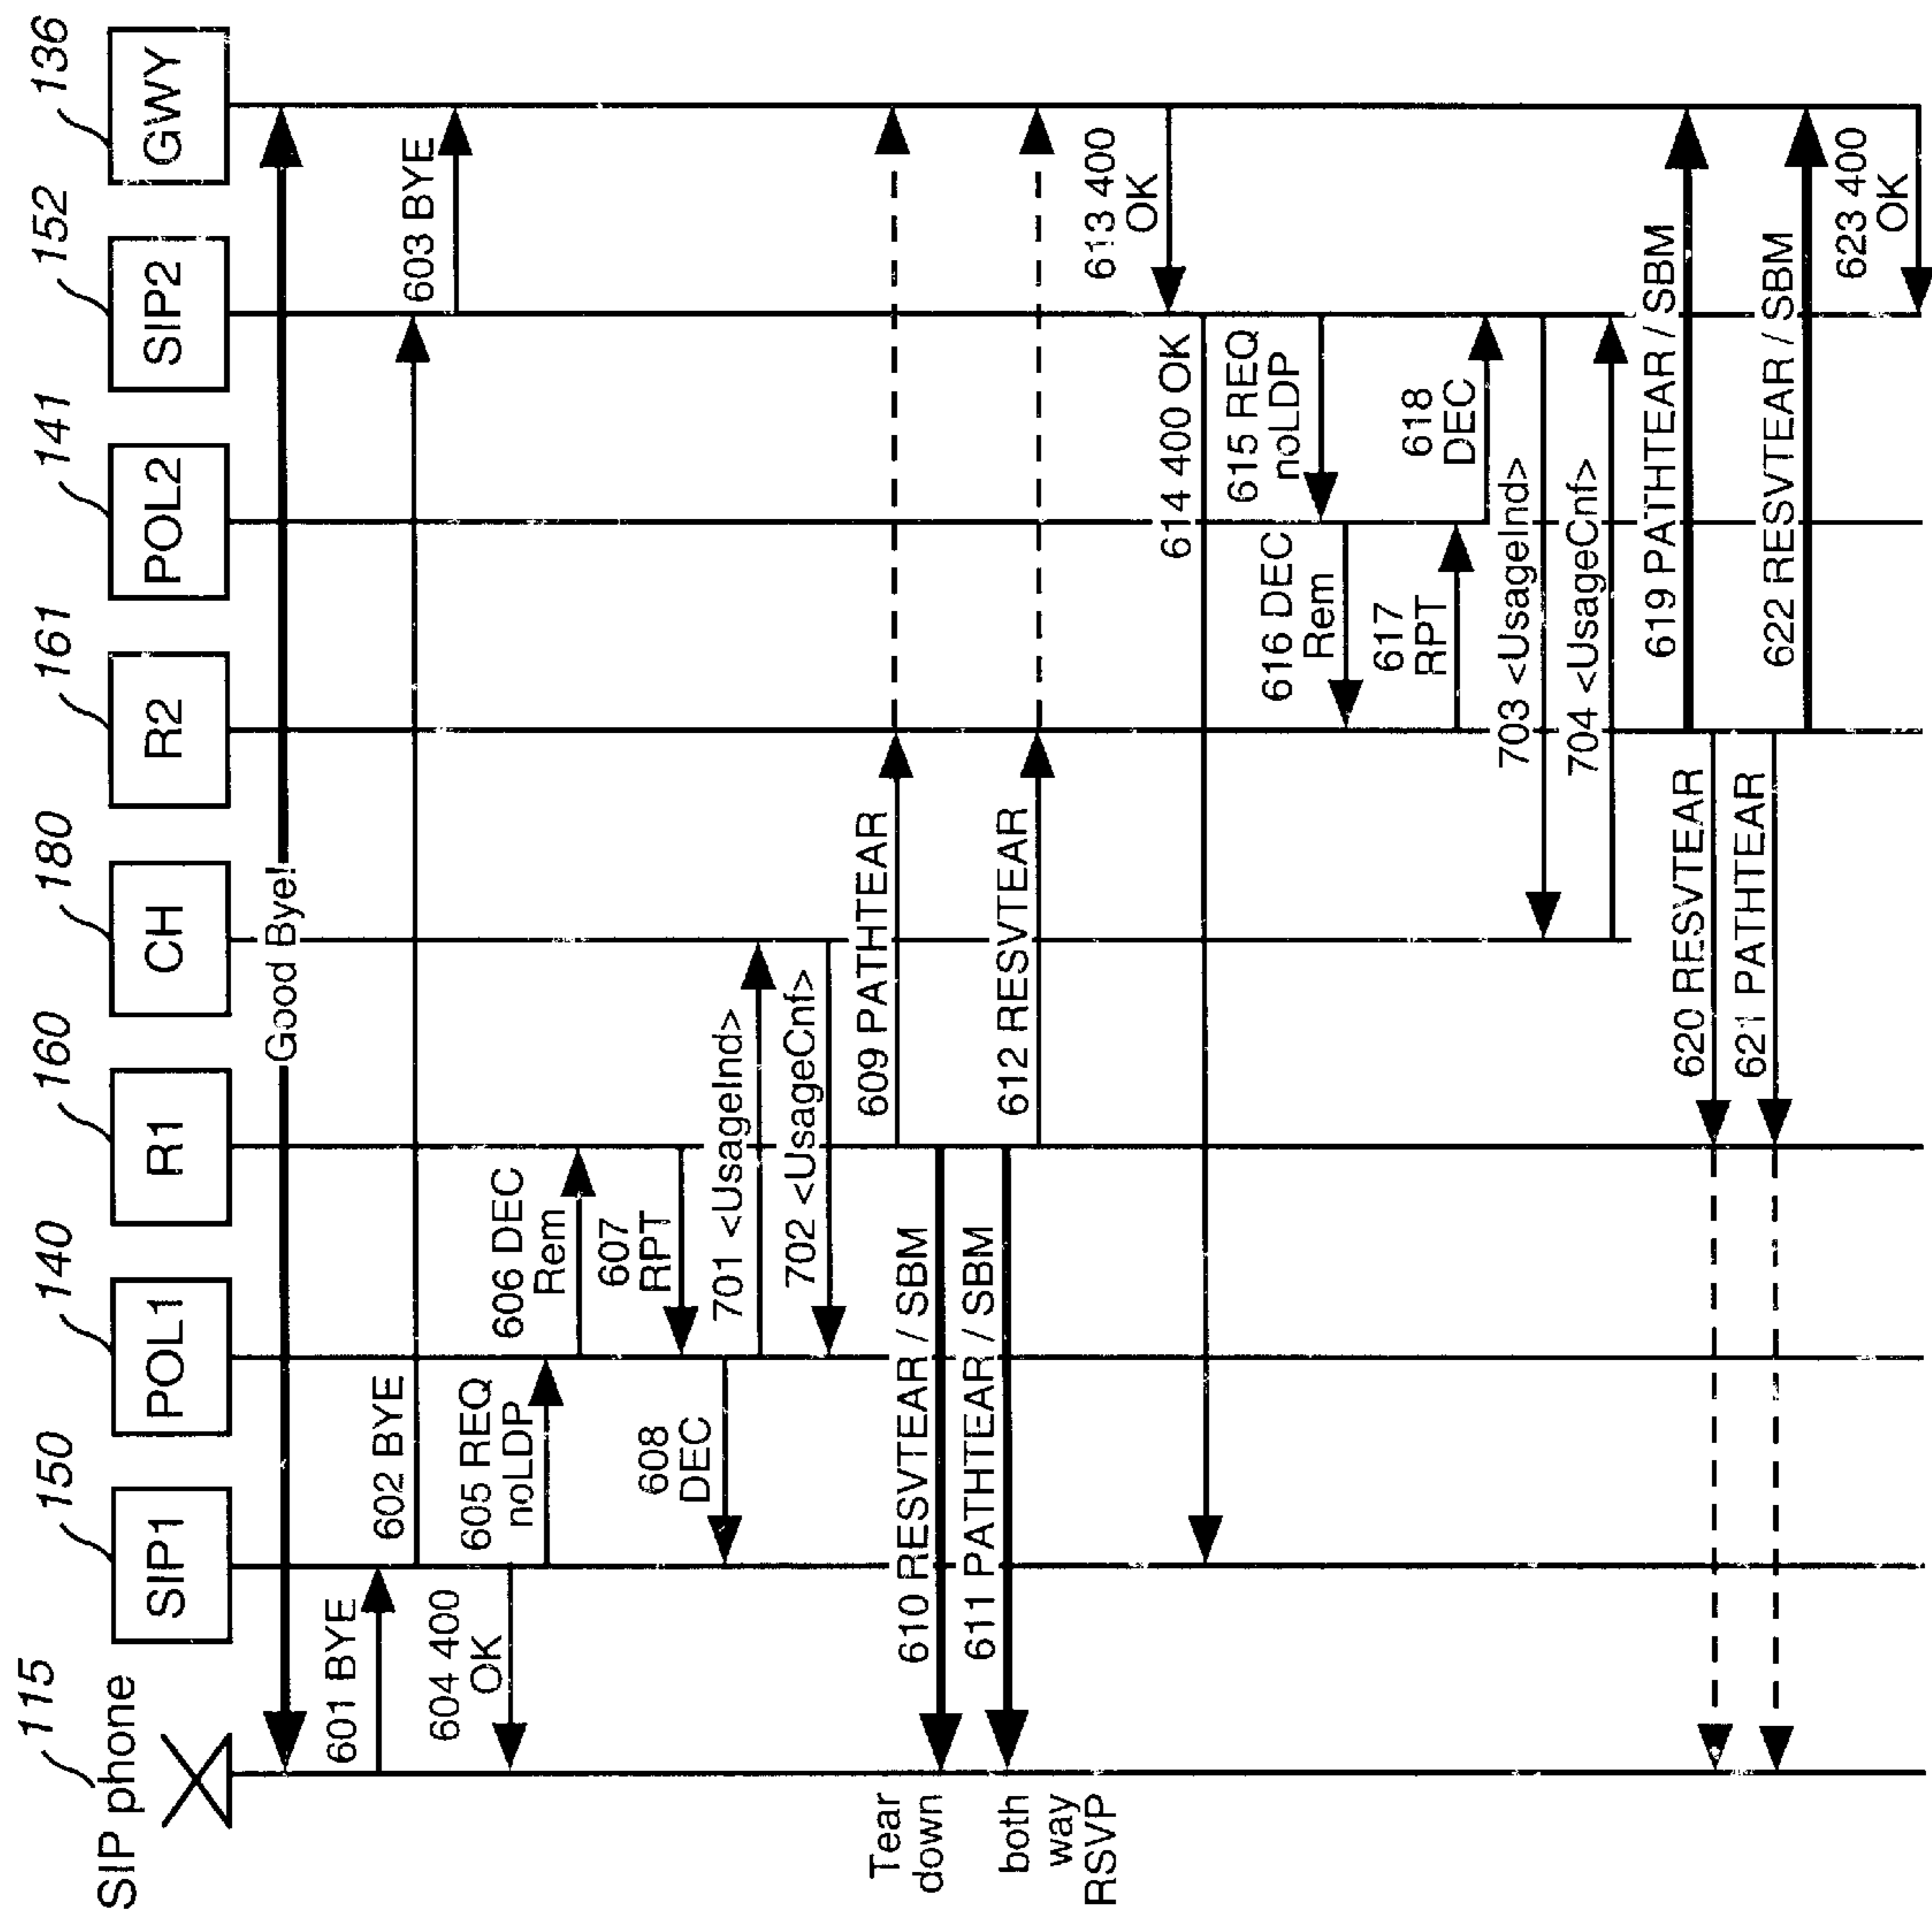 115
SIP phone
150
SIP1
140
POL1
160
R1
180
CH
161
R2
141
POL2
152
SIP2
136
GWY
Good Bye!
601 BYE
602 BYE
603 BYE
604 400
OK
605 REQ
noLDP
606 DEC
Rem
607
RPT
608
DEC
701 <UsageInd>
702 <UsageCnf>
Tear
down
both
way
RSVP
609 PATHTEAR
610 RESVTEAR / SBM
611 PATHTEAR / SBM
612 RESVTEAR
613 400
OK
614 400 OK
615 REQ
noLDP
616 DEC
Rem
617
RPT
618
DEC
703 <UsageInd>
704 <UsageCnf>
619 PATHTEAR / SBM
620 RESVTEAR
621 PATHTEAR
622 RESVTEAR / SBM
623 400
OK